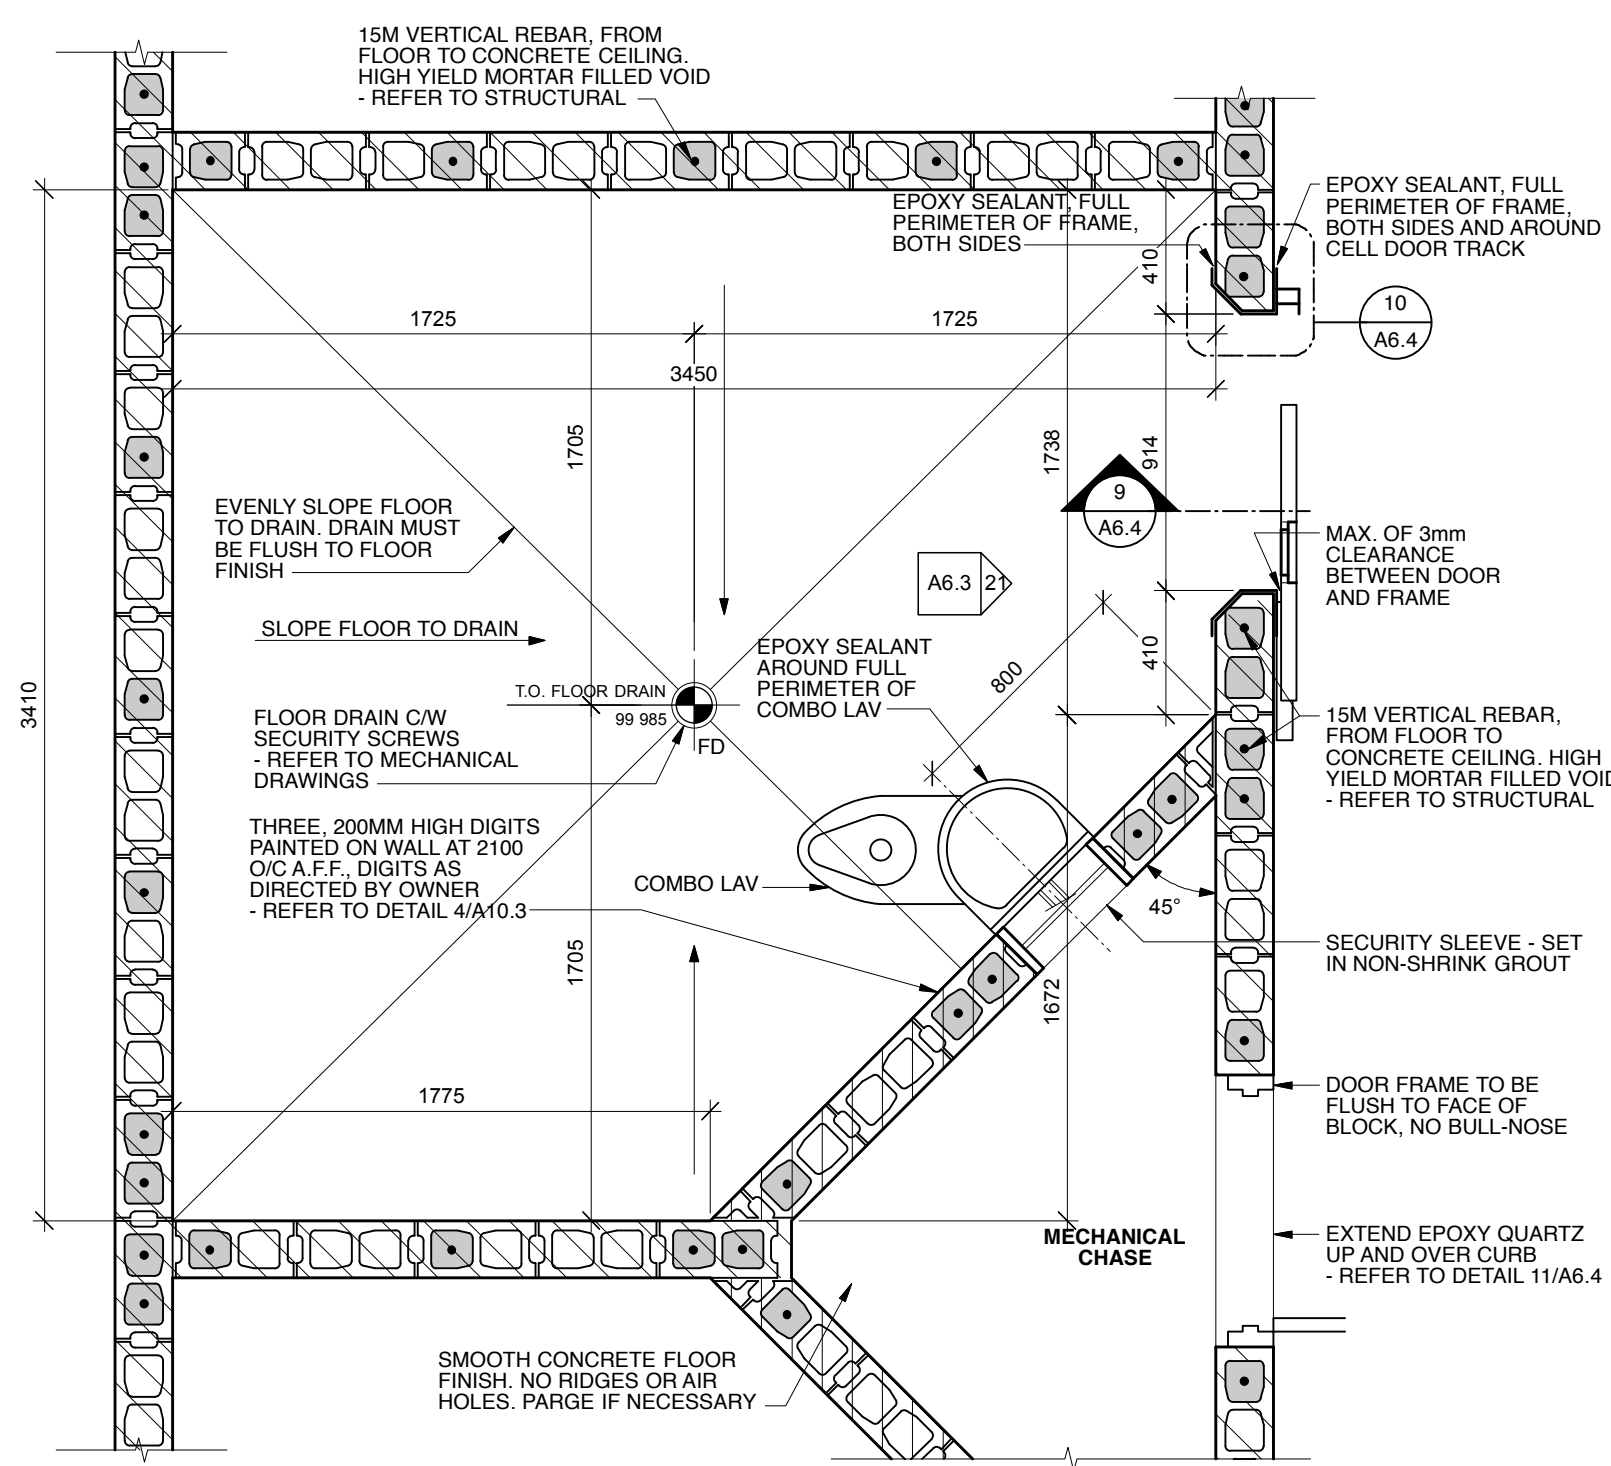 15M VERTICAL REBAR, FROM
FLOOR TO CONCRETE CEILING.
HIGH YIELD MORTAR FILLED VOID
- REFER TO STRUCTURAL
EPOXY SEALANT, FULL
PERIMETER OF FRAME,
BOTH SIDES
EPOXY SEALANT, FULL
PERIMETER OF FRAME,
BOTH SIDES AND AROUND
CELL DOOR TRACK
410
10
A6.4
1725
1725
3450
1705
1738
914
9
A6.4
EVENLY SLOPE FLOOR
TO DRAIN. DRAIN MUST
BE FLUSH TO FLOOR
FINISH
MAX. OF 3mm
CLEARANCE
BETWEEN DOOR
AND FRAME
A6.3
21
SLOPE FLOOR TO DRAIN
EPOXY SEALANT
AROUND FULL
PERIMETER OF
COMBO LAV
800
410
3410
T.O. FLOOR DRAIN
99 985
FD
FLOOR DRAIN C/W
SECURITY SCREWS
- REFER TO MECHANICAL
DRAWINGS
15M VERTICAL REBAR,
FROM FLOOR TO
CONCRETE CEILING. HIGH
YIELD MORTAR FILLED VOID
- REFER TO STRUCTURAL
THREE, 200MM HIGH DIGITS
PAINTED ON WALL AT 2100
O/C A.F.F., DIGITS AS
DIRECTED BY OWNER
- REFER TO DETAIL 4/A10.3
COMBO LAV
45°
SECURITY SLEEVE - SET
IN NON-SHRINK GROUT
1705
1672
1775
DOOR FRAME TO BE
FLUSH TO FACE OF
BLOCK, NO BULL-NOSE
MECHANICAL
CHASE
EXTEND EPOXY QUARTZ
UP AND OVER CURB
- REFER TO DETAIL 11/A6.4
SMOOTH CONCRETE FLOOR
FINISH. NO RIDGES OR AIR
HOLES. PARGE IF NECESSARY